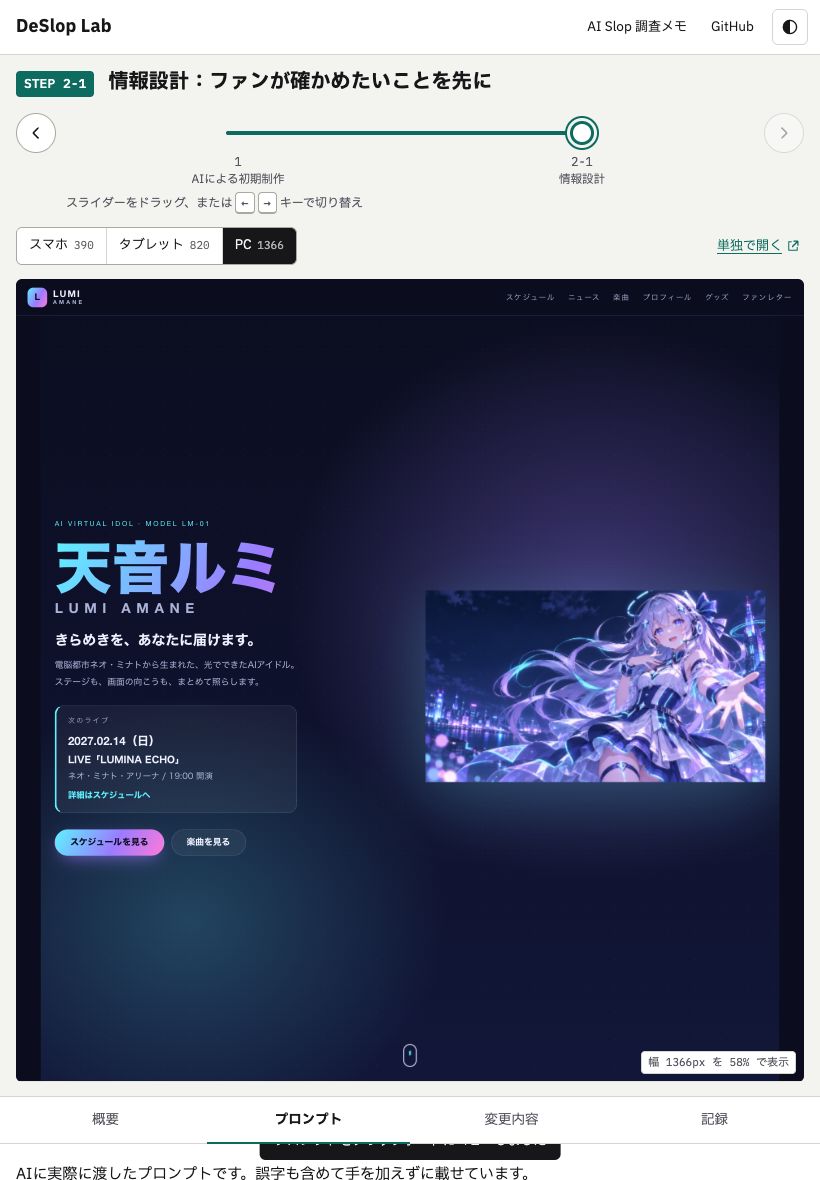 DeSlop Lab
AI Slop 調査メモ
GitHub
STEP 2-1
情報設計：ファンが確かめたいことを先に
1
AIによる初期制作
2-1
情報設計
スライダーをドラッグ、または ← → キーで切り替え
スマホ 390
タブレット 820
PC 1366
単独で開く
L
LUMI
AMANE
スケジュール
ニュース
楽曲
プロフィール
グッズ
ファンレター
AI VIRTUAL IDOL · MODEL LM-01
天音ルミ
LUMI AMANE
きらめきを、あなたに届けます。
電脳都市ネオ・ミナトから生まれた、光でできたAIアイドル。
ステージも、画面の向こうも、まとめて照らします。
次のライブ
2027.02.14（日）
LIVE「LUMINA ECHO」
ネオ・ミナト・アリーナ / 19:00 開演
詳細はスケジュールへ
スケジュールを見る
楽曲を見る
幅 1366px を 58% で表示
概要
プロンプト
変更内容
記録
AIに実際に渡したプロンプトです。誤字も含めて手を加えずに載せています。